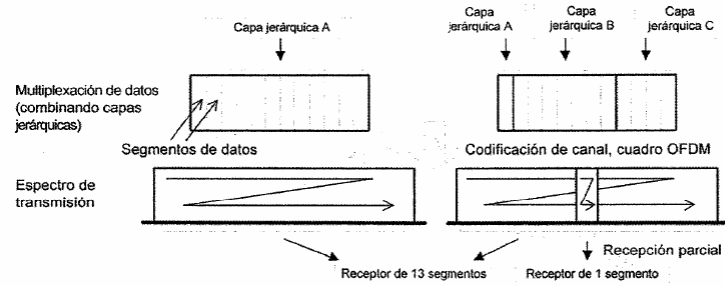 Capa jerárquica A
Capa
jerárquica A
Capa
jerárquica B
Capa
jerárquica C
Multiplexación de datos
(combinando capas
jerárquicas)
Segmentos de datos
Codificación de canal, cuadro OFDM
Espectro de
transmisión
Recepción parcial
Receptor de 13 segmentos
Receptor de 1 segmento